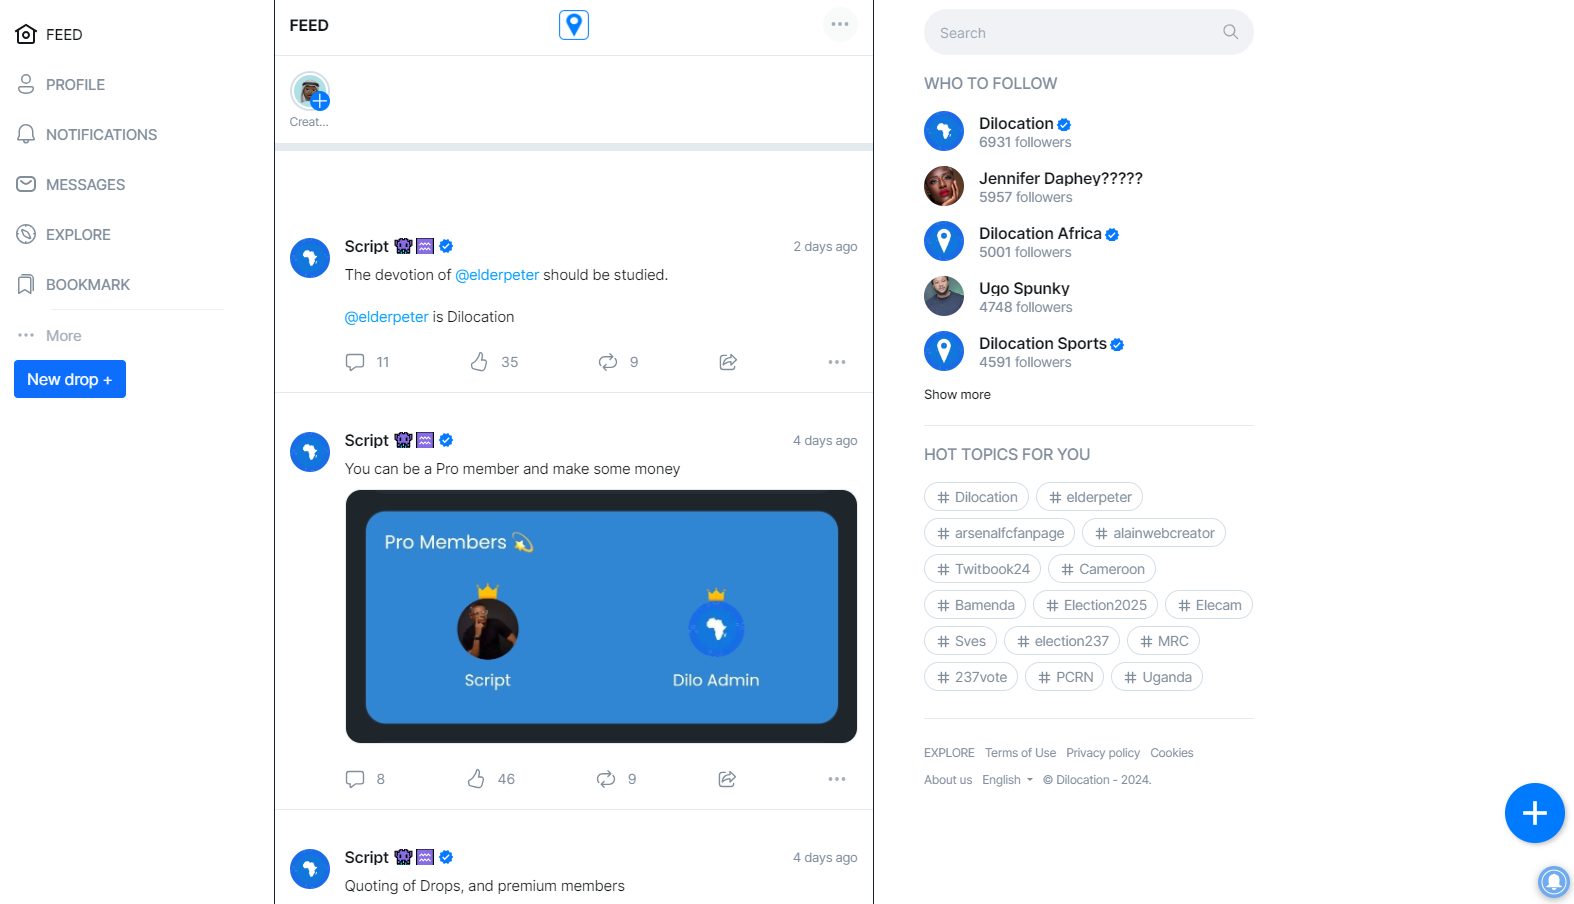 FEED
PROFILE
NOTIFICATIONS
MESSAGES
EXPLORE
BOOKMARK
More
New drop +
FEED
Creat...
Script
2 days ago
The devotion of @elderpeter should be studied.
@elderpeter is Dilocation
11 35 9
Script
4 days ago
You can be a Pro member and make some money
Pro Members
Script Dilo Admin
8 46 9
Script
4 days ago
Quoting of Drops, and premium members
Search
WHO TO FOLLOW
Dilocation
6931 followers
Jennifer Daphey?????
5957 followers
Dilocation Africa
5001 followers
Ugo Spunky
4748 followers
Dilocation Sports
4591 followers
Show more
HOT TOPICS FOR YOU
# Dilocation # elderpeter
# arsenalfcfanpage # alainwebcreator
# Twitbook24 # Cameroon
# Bamenda # Election2025 # Elecam
# Sves # election237 # MRC
# 237vote # PCRN # Uganda
EXPLORE Terms of Use Privacy policy Cookies
About us English © Dilocation - 2024.